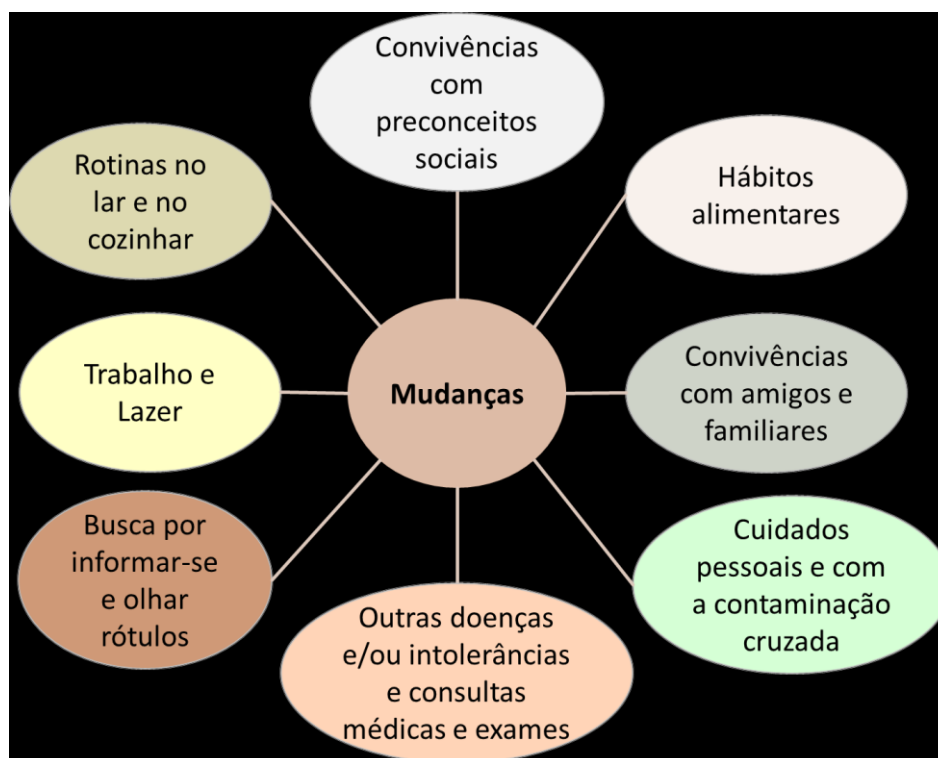 Convivências
com
preconceitos
sociais
Rotinas no
lar e no
cozinhar
Hábitos
alimentares
Trabalho e
Lazer
Mudanças
Convivências
com amigos e
familiares
Busca por
informar-se
e olhar
rótulos
Outras doenças
e/ou intolerâncias
e consultas
médicas e exames
Cuidados
pessoais e com
a contaminação
cruzada